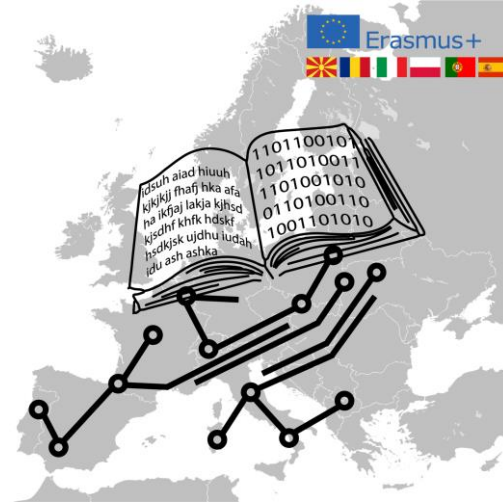 Erasmus+
idsuh aiad hiuuh
kjkjkjj fhafj hka afa
ha ikfjaj lakja kjhsd
kjsdhf khfk hdskf
hsdkjsk ujdhu iudah
idu ash ashka
1101100101
1011010011
1101001010
0110100110
1001101010